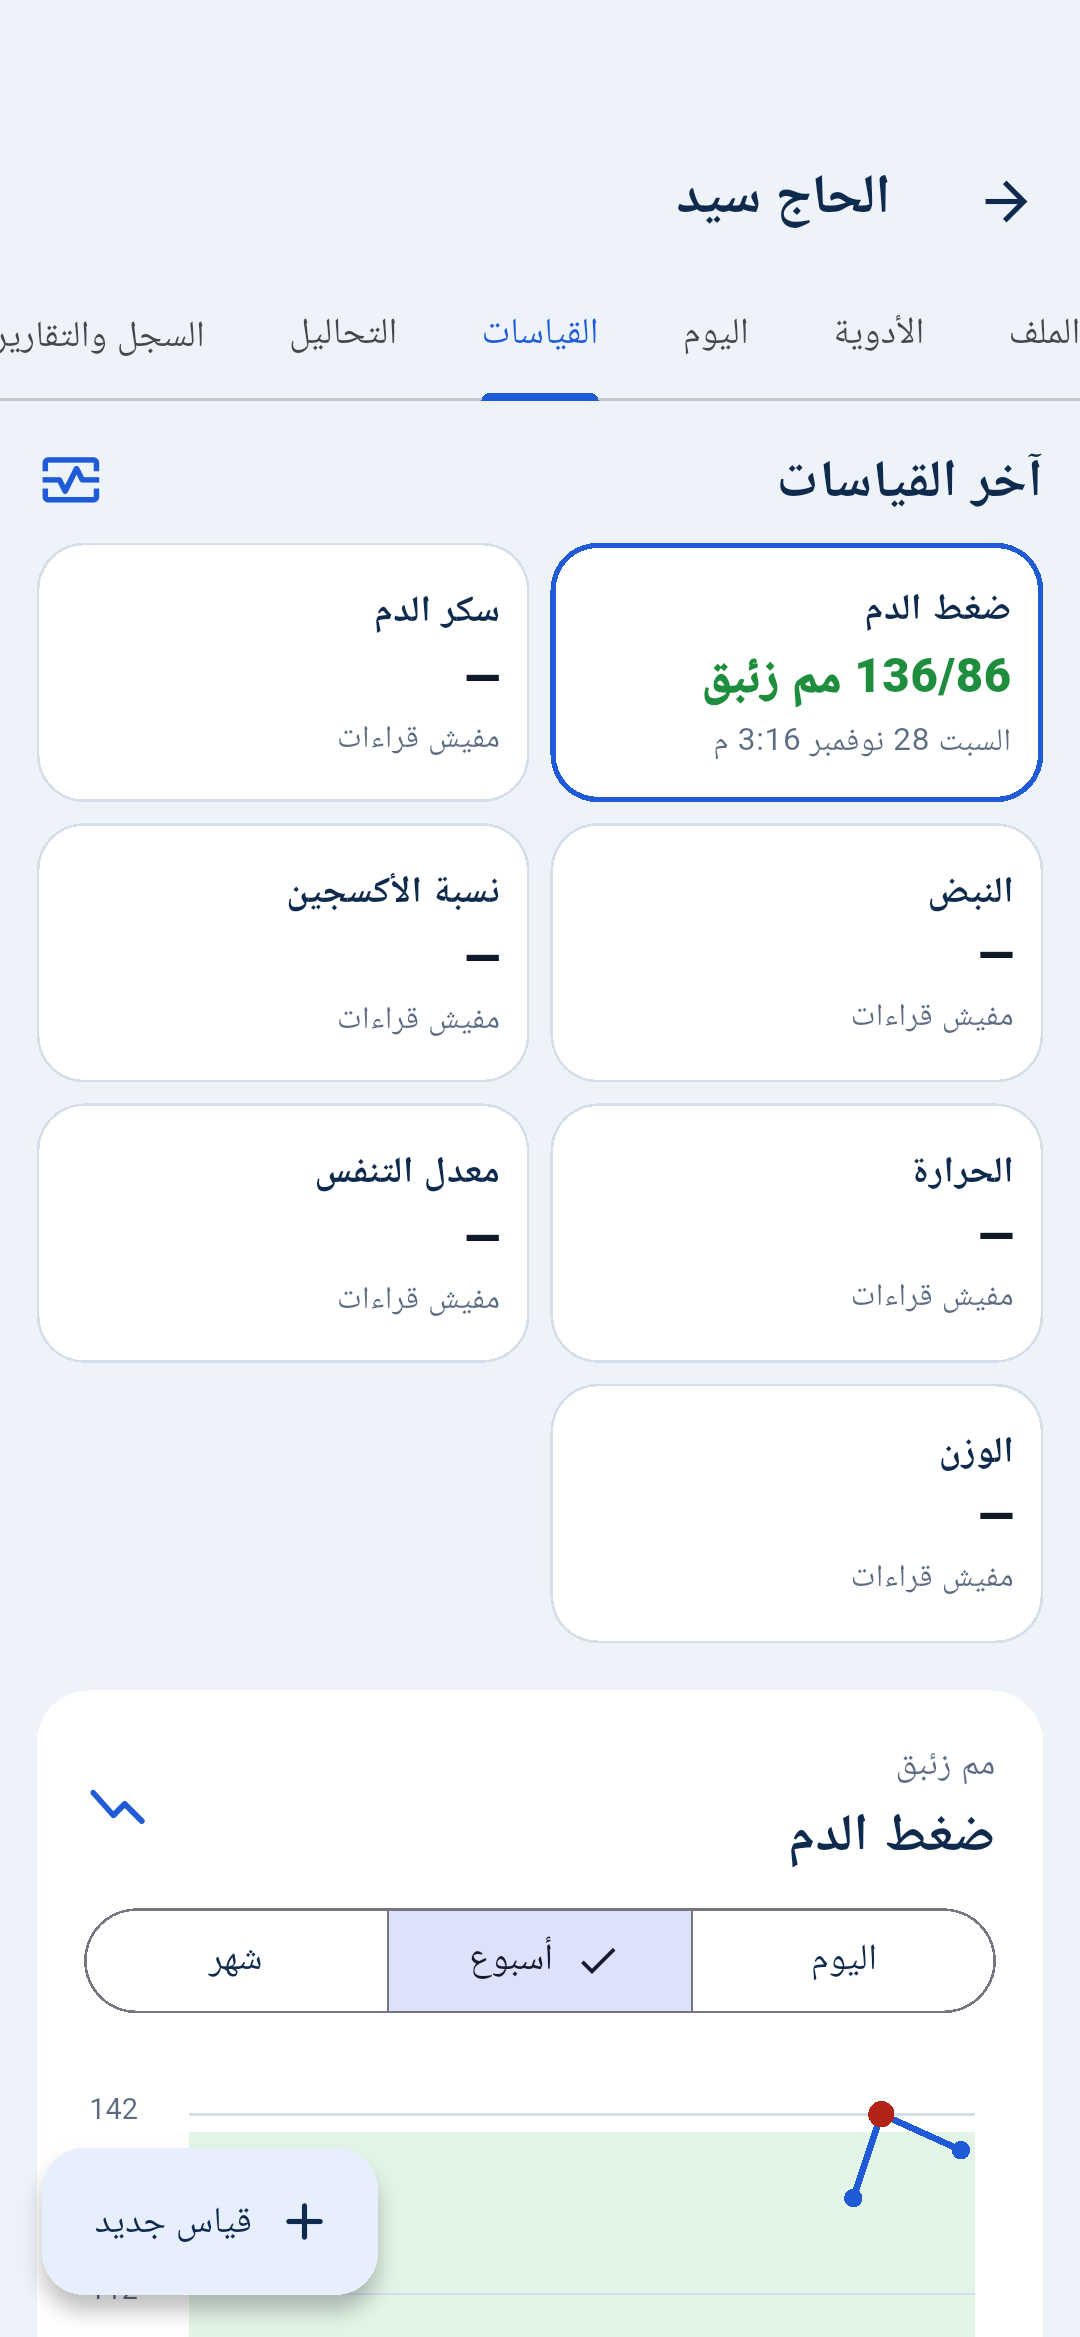 الحاج سيد
الملف
الأدوية
اليوم
القياسات
التحاليل
السجل والتقارير
آخر القياسات
ضغط الدم
136/86 مم زئبق
السبت 28 نوفمبر 3:16 م
سكر الدم
—
مفيش قراءات
النبض
—
مفيش قراءات
نسبة الأكسجين
—
مفيش قراءات
الحرارة
—
مفيش قراءات
معدل التنفس
—
مفيش قراءات
الوزن
—
مفيش قراءات
مم زئبق
ضغط الدم
اليوم
أسبوع
شهر
142
قياس جديد